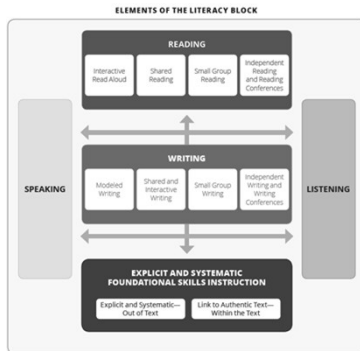 ELEMENTS OF THE LITERACY BLOCK
READING
Interactive
Read Aloud
Shared
Reading
Small Group
Reading
Independent
Reading
and Reading
Conferences
SPEAKING
WRITING
Modeled
Writing
Shared and
Interactive
Writing
Small Group
Writing
Independent
Writing and
Writing
Conferences
LISTENING
EXPLICIT AND SYSTEMATIC
FOUNDATIONAL SKILLS INSTRUCTION
Explicit and Systematic—
Out of Text
Link to Authentic Text—
Within the Text